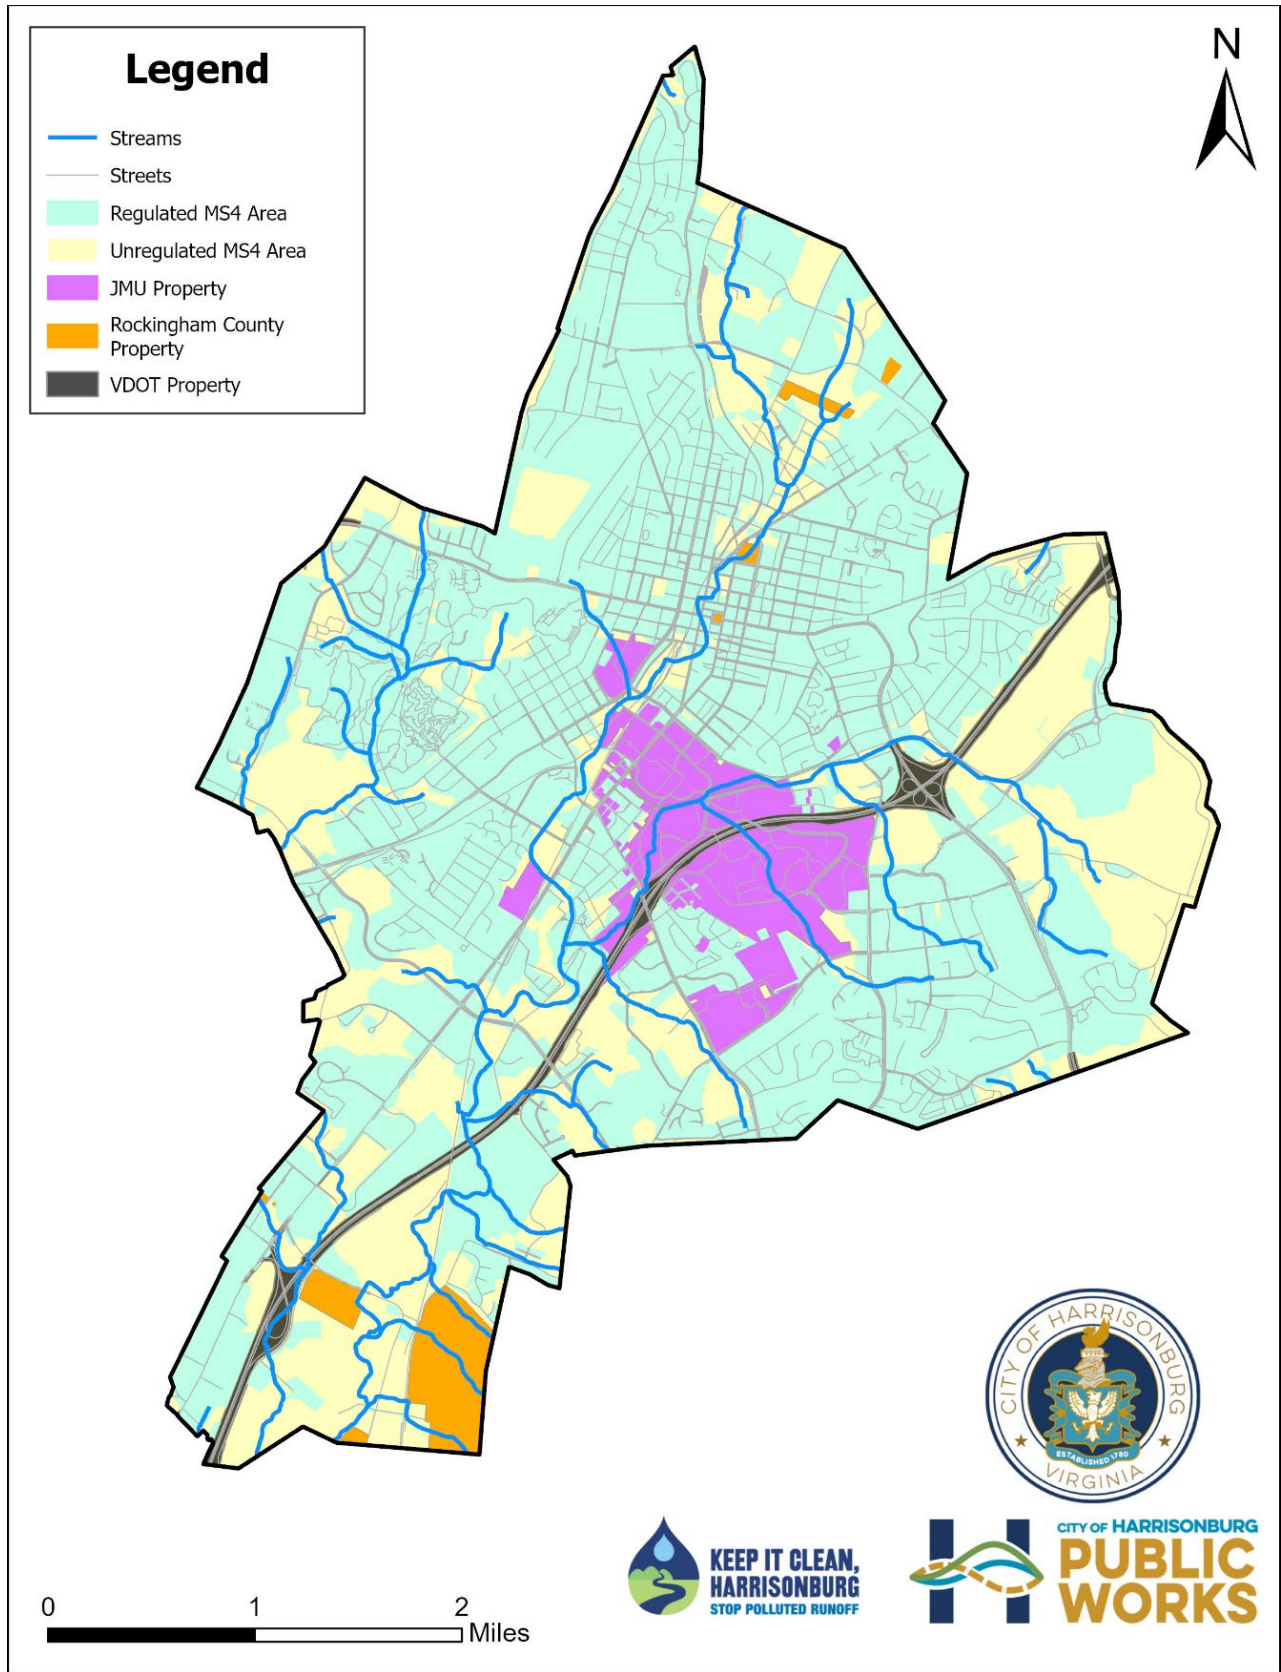 Legend
Streams
Streets
Regulated MS4 Area
Unregulated MS4 Area
JMU Property
Rockingham County
Property
VDOT Property
N
CITY OF HARRISONBURG
ESTABLISHED 1780
VIRGINIA
KEEP IT CLEAN,
HARRISONBURG
STOP POLLUTED RUNOFF
CITY OF HARRISONBURG
PUBLIC
WORKS
0 1 2
Miles